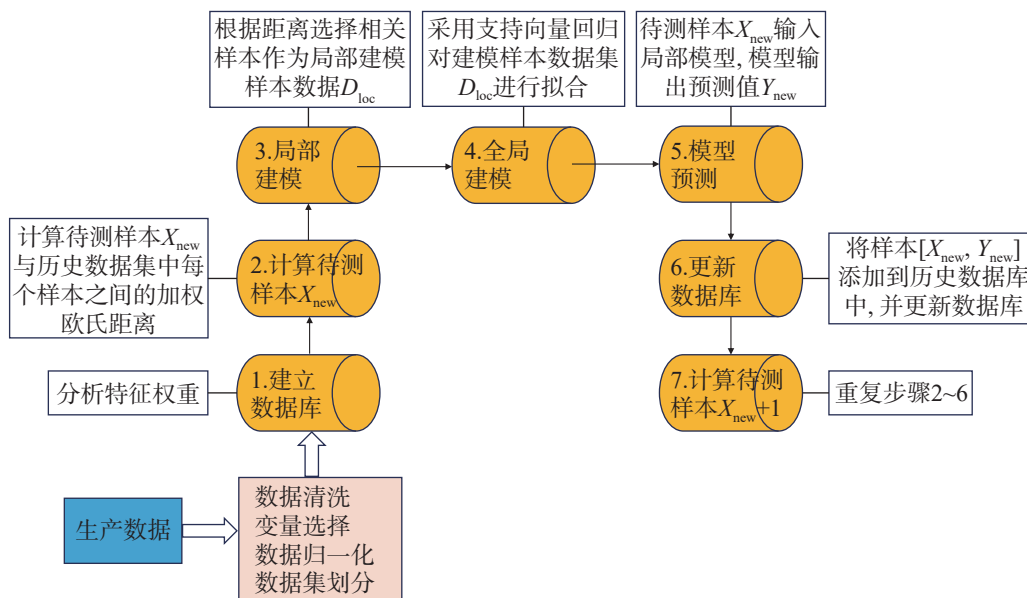 根据距离选择相关
样本作为局部建模
样本数据D_loc
采用支持向量回归
对建模样本数据集
D_loc进行拟合
待测样本X_new输入
局部模型, 模型输
出预测值Y_new
3.局部
建模
4.全局
建模
5.模型
预测
计算待测样本X_new
与历史数据集中每
个样本之间的加权
欧氏距离
2.计算待测
样本X_new
6.更新
数据库
将样本[X_new, Y_new]
添加到历史数据库
中, 并更新数据库
分析特征权重
1.建立
数据库
7.计算待测
样本X_new+1
重复步骤2~6
生产数据
数据清洗
变量选择
数据归一化
数据集划分